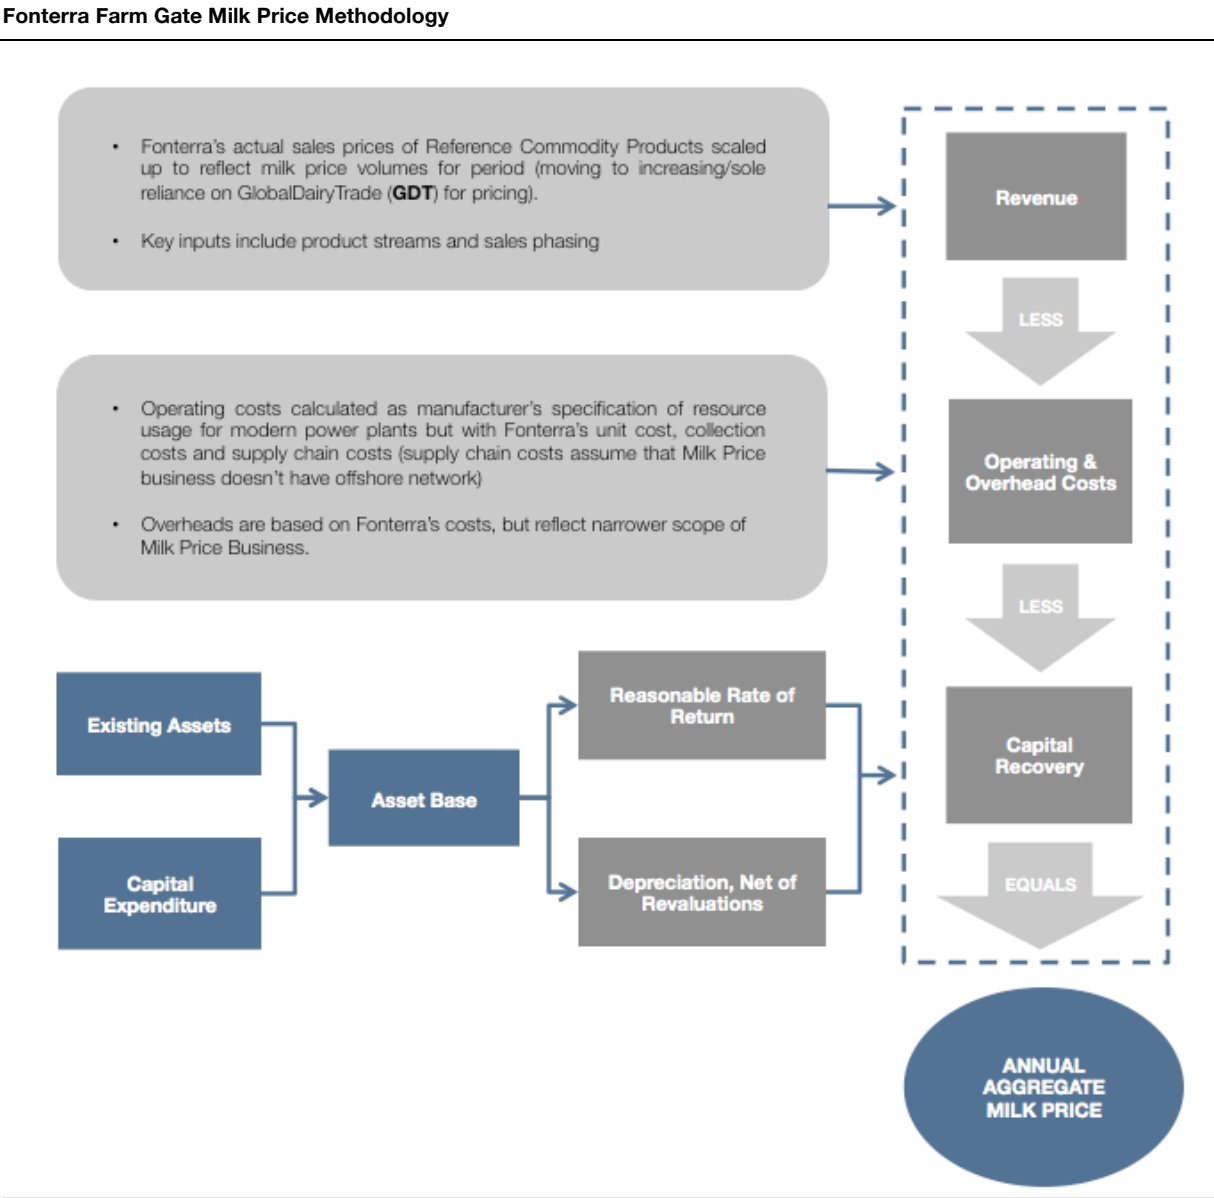 Fonterra Farm Gate Milk Price Methodology
• Fonterra's actual sales prices of Reference Commodity Products scaled
up to reflect milk price volumes for period (moving to increasing/sole
reliance on GlobalDairyTrade (GDT) for pricing).
• Key inputs include product streams and sales phasing
Revenue
LESS
• Operating costs calculated as manufacturer's specification of resource
usage for modern power plants but with Fonterra's unit cost, collection
costs and supply chain costs (supply chain costs assume that Milk Price
business doesn't have offshore network)
• Overheads are based on Fonterra's costs, but reflect narrower scope of
Milk Price Business.
Operating &
Overhead Costs
LESS
Existing Assets
Capital
Expenditure
Asset Base
Reasonable Rate of
Return
Depreciation, Net of
Revaluations
Capital
Recovery
EQUALS
ANNUAL
AGGREGATE
MILK PRICE